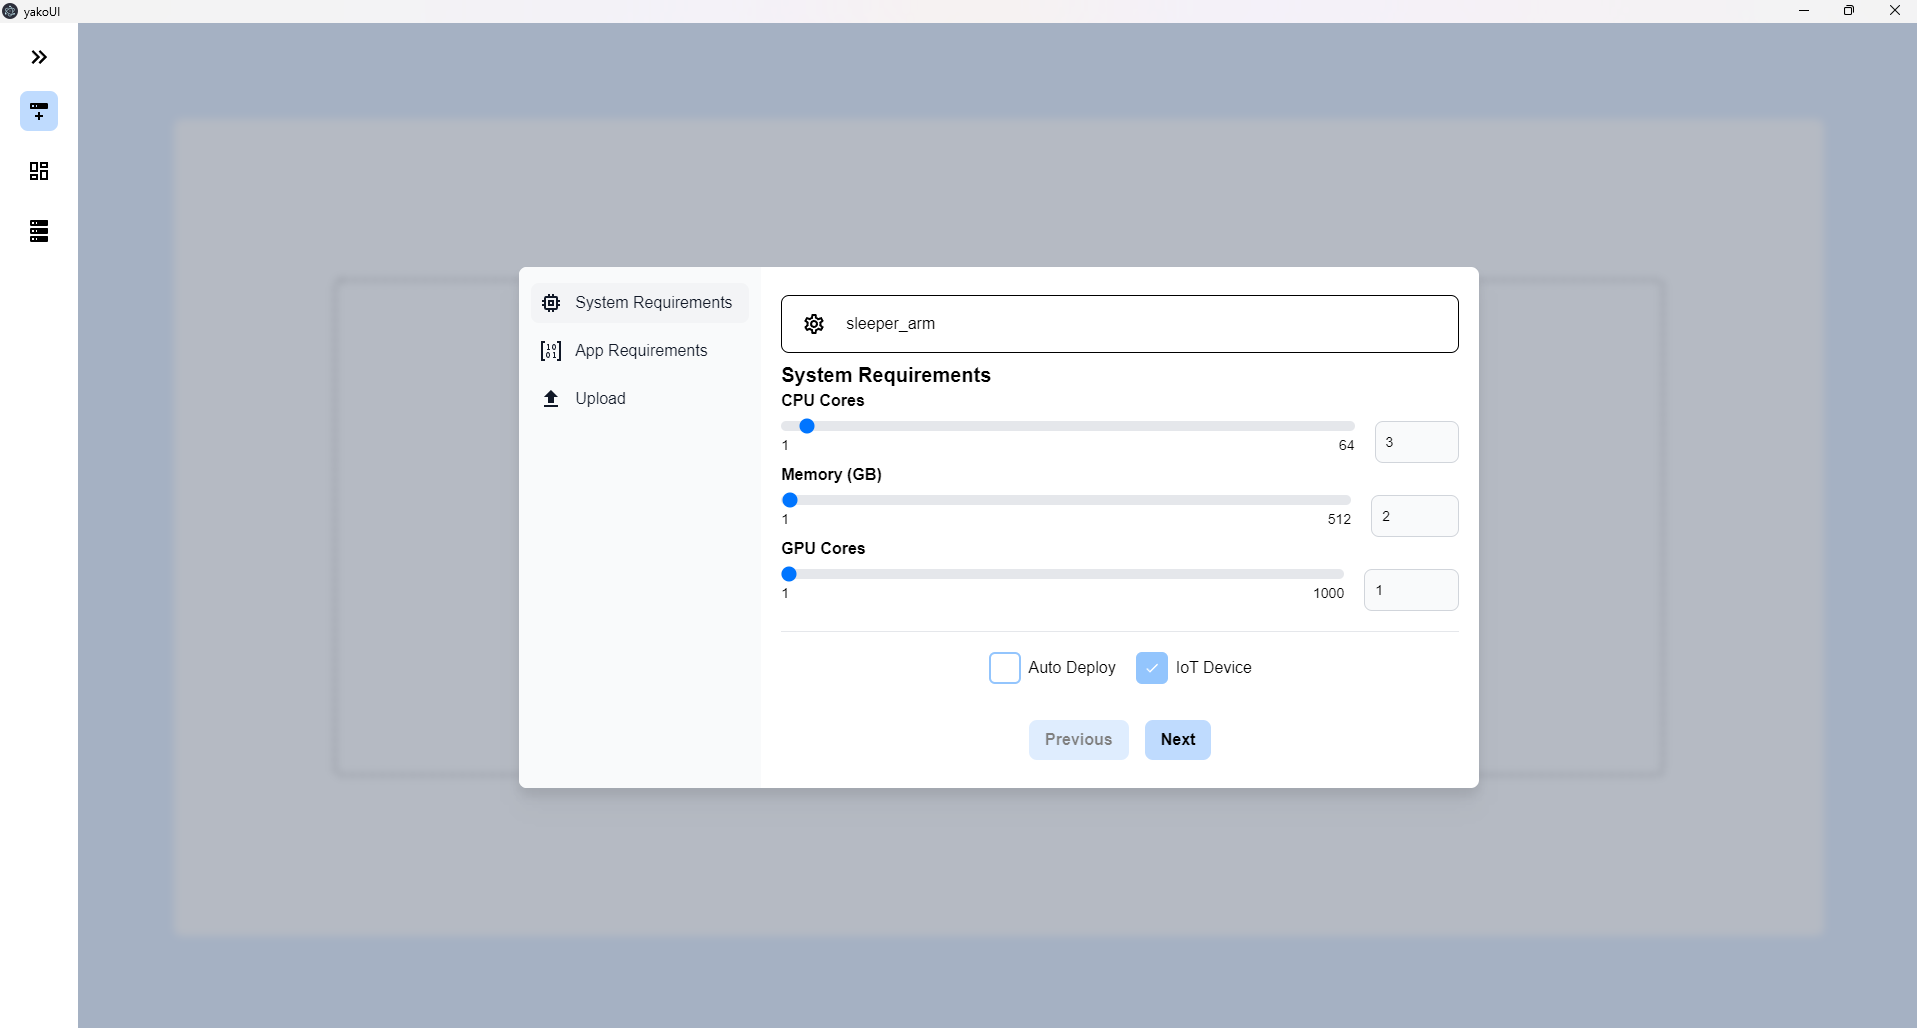 yakoUI
System Requirements
App Requirements
Upload
sleeper_arm
System Requirements
CPU Cores
1 64 3
Memory (GB)
1 512 2
GPU Cores
1 1000 1
Auto Deploy IoT Device
Previous Next